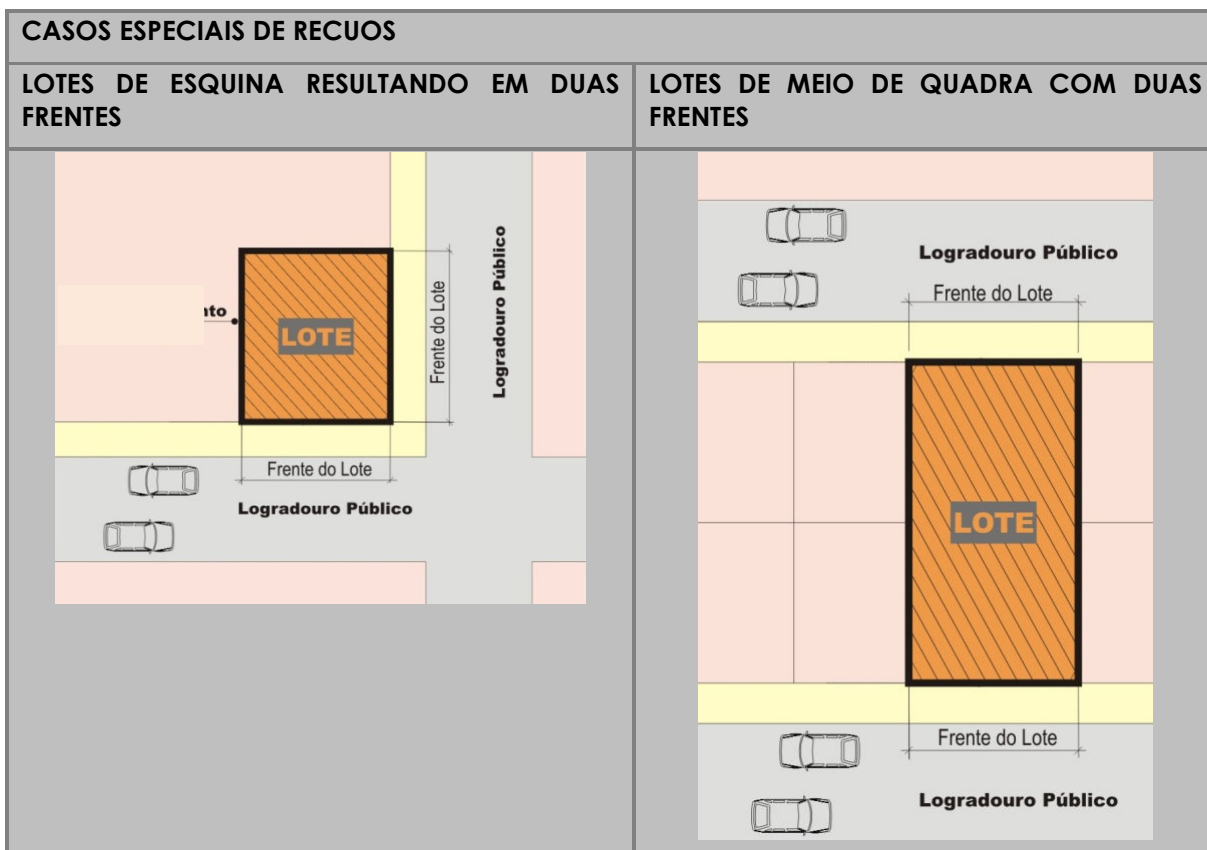 CASOS ESPECIAIS DE RECUOS
LOTES DE ESQUINA RESULTANDO EM DUAS
FRENTES
LOTES DE MEIO DE QUADRA COM DUAS
FRENTES
LOTE
Frente do Lote
Logradouro Público
Frente do Lote
Logradouro Público
Logradouro Público
Frente do Lote
LOTE
Frente do Lote
Logradouro Público